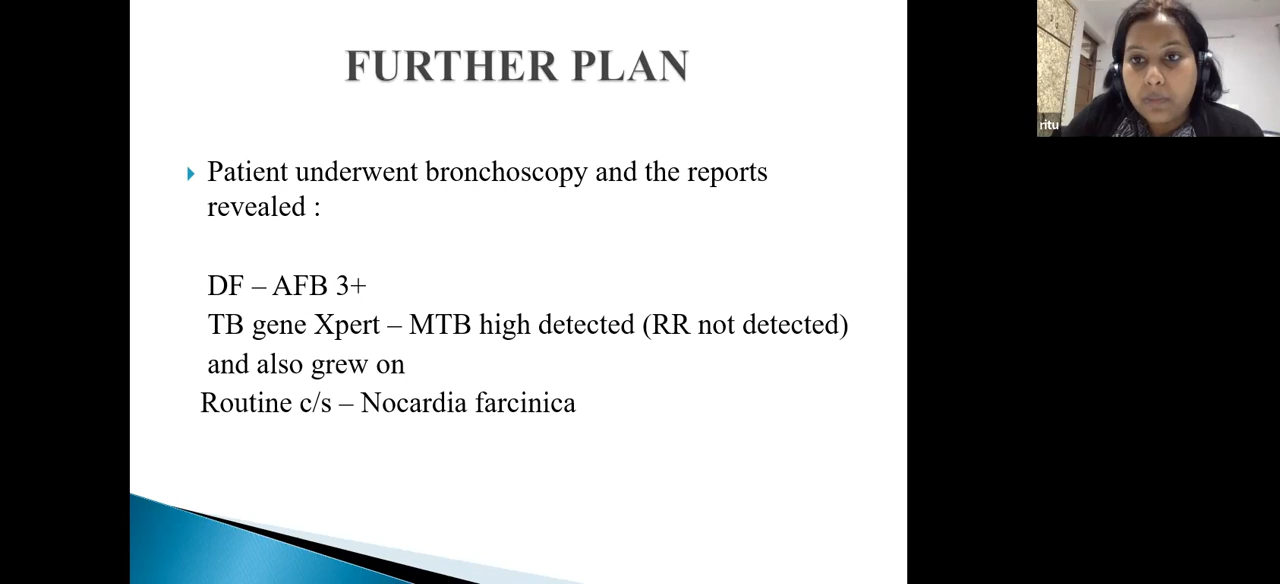 FURTHER PLAN
Patient underwent bronchoscopy and the reports
revealed :
DF – AFB 3+
TB gene Xpert – MTB high detected (RR not detected)
and also grew on
Routine c/s – Nocardia farcinica
ritu